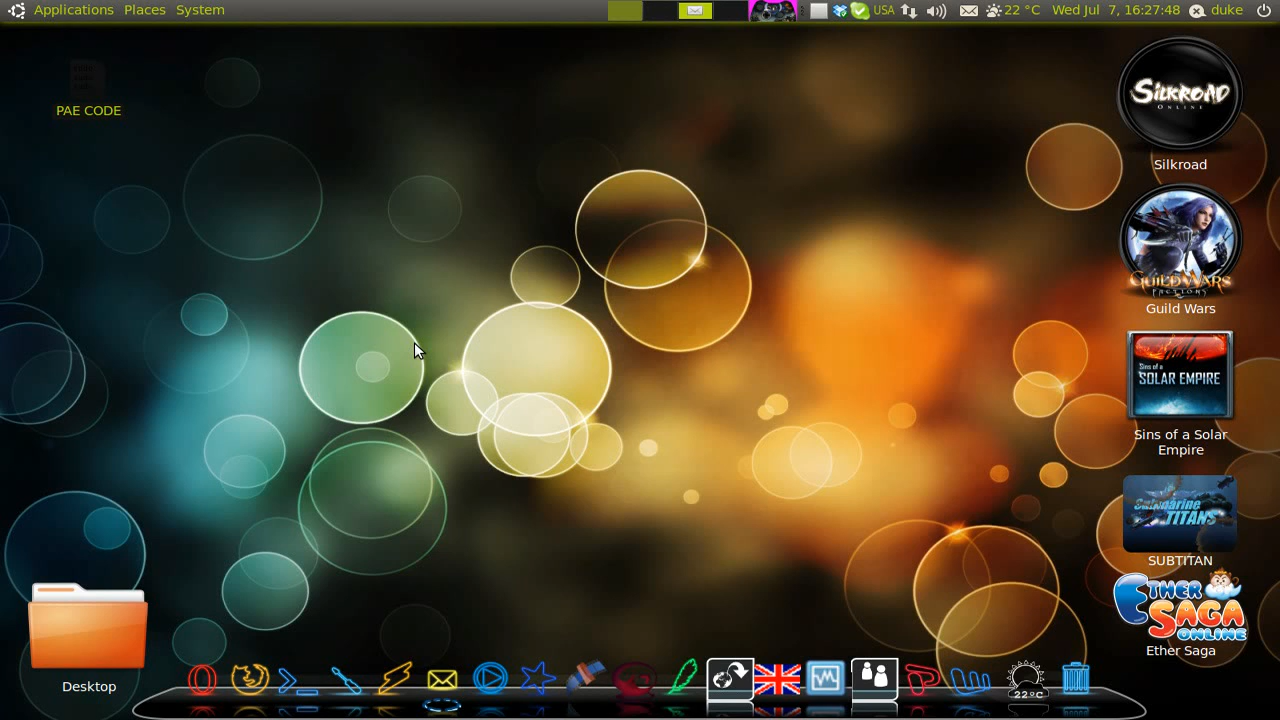 Applications Places System
USA 22 °C Wed Jul 7, 16:27:48 duke
PAE CODE
SILKROAD
ONLINE
Silkroad
GUILD WARS
FACTIONS
Guild Wars
Sins of a
SOLAR EMPIRE
Sins of a Solar
Empire
Submarine
TITANS
SUBTITAN
ETHER
SAGA
ONLINE
Ether Saga
Desktop
22°C